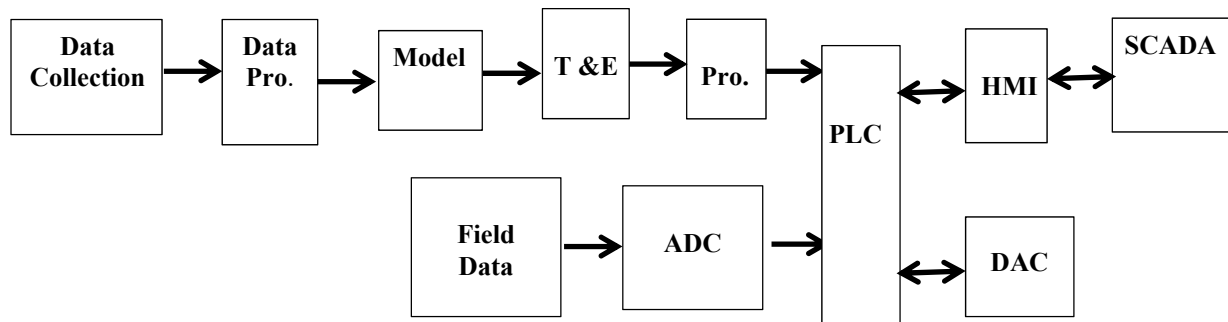 Data
Collection
Data
Pro.
Model
T &E
Pro.
PLC
HMI
SCADA
Field
Data
ADC
DAC